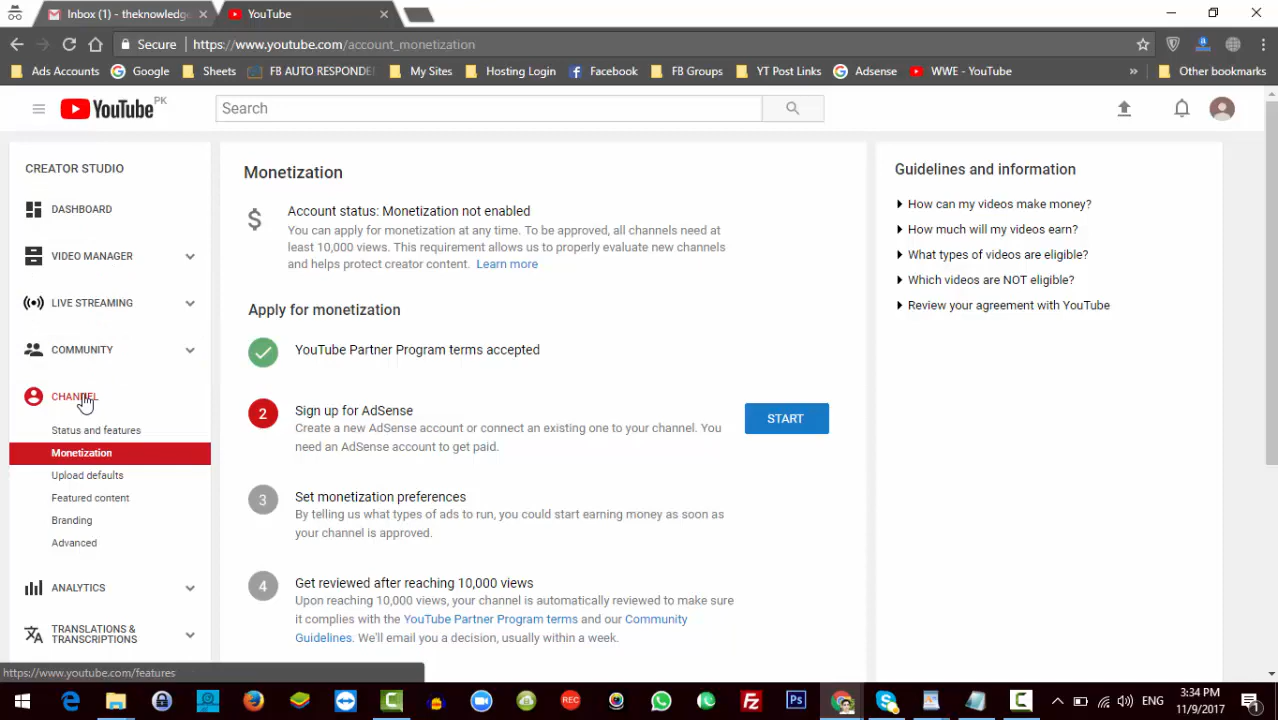 Inbox (1) - theknowledg
YouTube
Secure
https://www.youtube.com/account_monetization
Ads Accounts
Google
Sheets
FB AUTO RESPONDE
My Sites
Hosting Login
Facebook
FB Groups
YT Post Links
Adsense
WWE - YouTube
»
Other bookmarks
YouTube PK
Search
CREATOR STUDIO
DASHBOARD
VIDEO MANAGER
LIVE STREAMING
COMMUNITY
CHANNEL
Status and features
Monetization
Upload defaults
Featured content
Branding
Advanced
ANALYTICS
TRANSLATIONS &
TRANSCRIPTIONS
https://www.youtube.com/features
Monetization
$
Account status: Monetization not enabled
You can apply for monetization at any time. To be approved, all channels need at
least 10,000 views. This requirement allows us to properly evaluate new channels
and helps protect creator content. Learn more
Apply for monetization
YouTube Partner Program terms accepted
2
Sign up for AdSense
Create a new AdSense account or connect an existing one to your channel. You
need an AdSense account to get paid.
START
3
Set monetization preferences
By telling us what types of ads to run, you could start earning money as soon as
your channel is approved.
4
Get reviewed after reaching 10,000 views
Upon reaching 10,000 views, your channel is automatically reviewed to make sure
it complies with the YouTube Partner Program terms and our Community
Guidelines. We'll email you a decision, usually within a week.
Guidelines and information
How can my videos make money?
How much will my videos earn?
What types of videos are eligible?
Which videos are NOT eligible?
Review your agreement with YouTube
REC
Fz
Ps
ENG
3:34 PM
11/9/2017
1